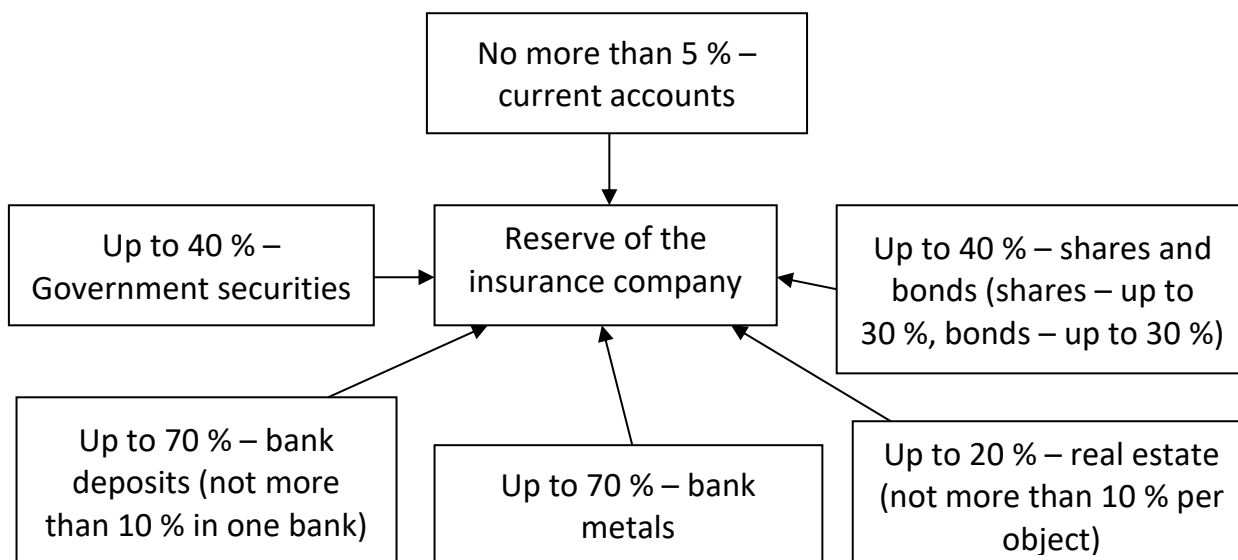 No more than 5 % –
current accounts
Up to 40 % –
Government securities
Reserve of the
insurance company
Up to 40 % – shares and
bonds (shares – up to
30 %, bonds – up to 30 %)
Up to 70 % – bank
deposits (not more
than 10 % in one bank)
Up to 70 % – bank
metals
Up to 20 % – real estate
(not more than 10 % per
object)